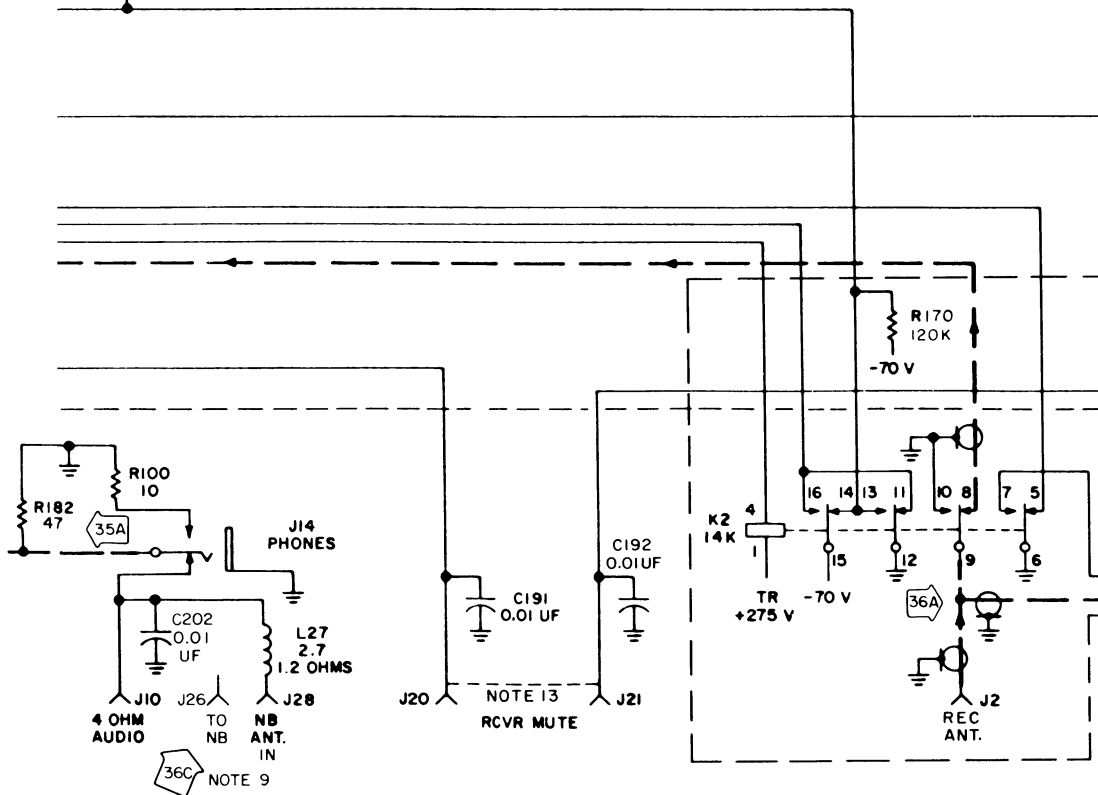 R170
120K
-70 V
R100
10
R182
47
35A
J14
PHONES
C202
0.01
UF
L27
2.7
1.2 OHMS
J10
4 OHM
AUDIO
J26
TO
NB
J28
NB
ANT.
IN
36C
NOTE 9
C191
0.01 UF
C192
0.01UF
J20
NOTE 13
J21
RCVR MUTE
K2
14K
4
1
TR
+275 V
16 14 13 11 10 8 7 5
15 12 9 6
-70 V
36A
J2
REC
ANT.